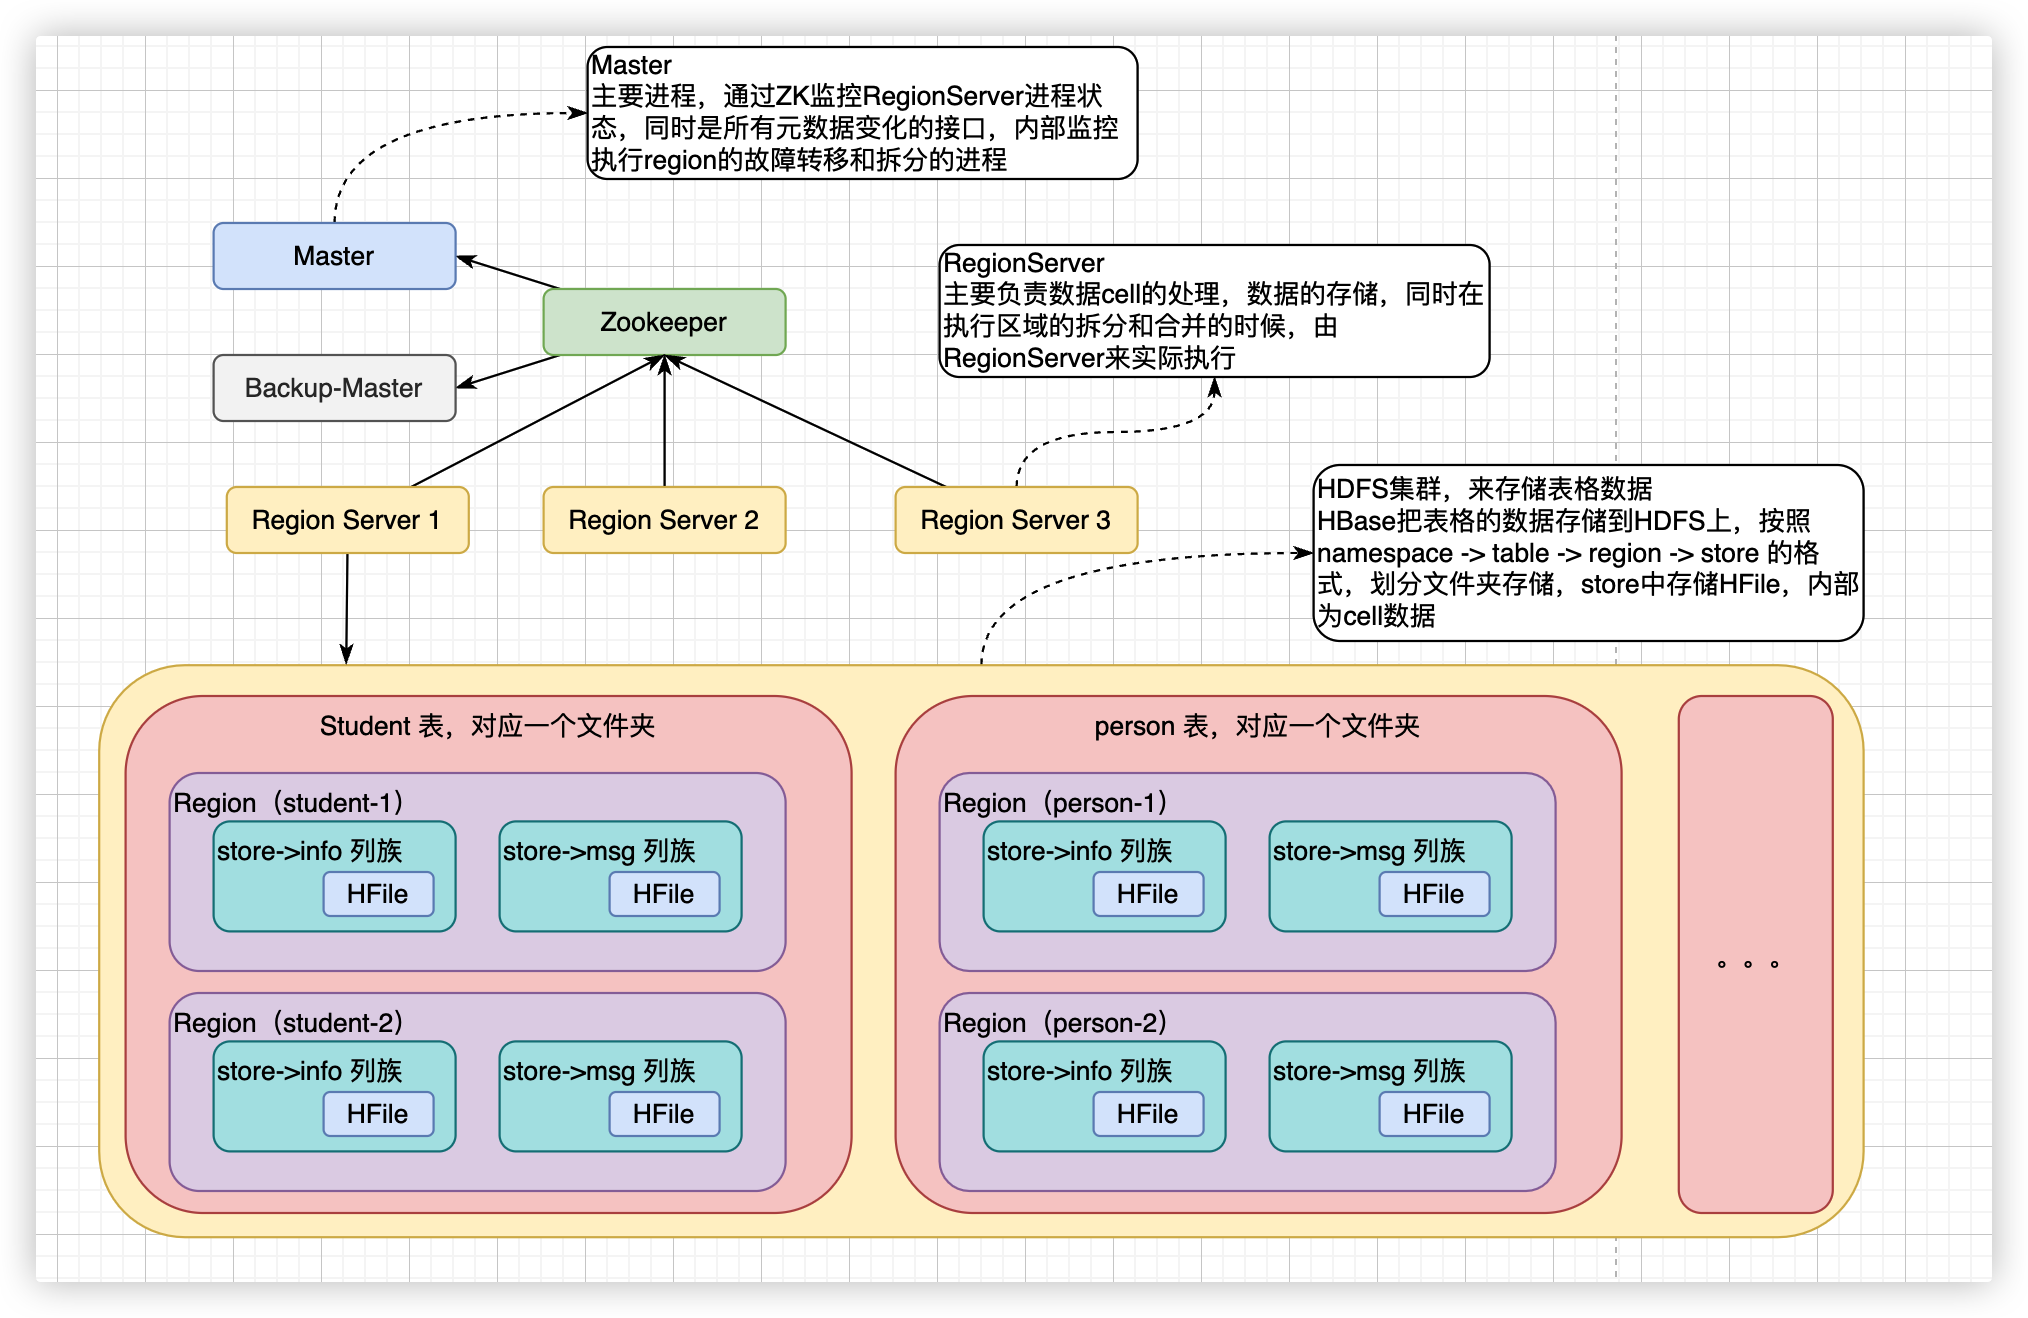 Master
主要进程，通过ZK监控RegionServer进程状
态，同时是所有元数据变化的接口，内部监控
执行region的故障转移和拆分的进程
Master
Zookeeper
Backup-Master
RegionServer
主要负责数据cell的处理，数据的存储，同时在
执行区域的拆分和合并的时候，由
RegionServer来实际执行
Region Server 1
Region Server 2
Region Server 3
HDFS集群，来存储表格数据
HBase把表格的数据存储到HDFS上，按照
namespace -> table -> region -> store 的格
式，划分文件夹存储，store中存储HFile，内部
为cell数据
Student 表，对应一个文件夹
Region（student-1）
store->info 列族
HFile
store->msg 列族
HFile
Region（student-2）
store->info 列族
HFile
store->msg 列族
HFile
person 表，对应一个文件夹
Region（person-1）
store->info 列族
HFile
store->msg 列族
HFile
Region（person-2）
store->info 列族
HFile
store->msg 列族
HFile
。。。